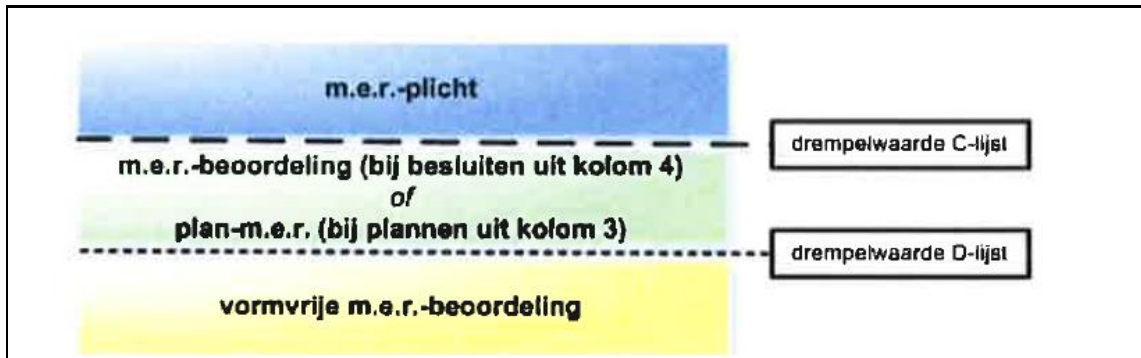 m.e.r.-plicht
drempelwaarde C-lijst
m.e.r.-beoordeling (bij besluiten uit kolom 4)
of
plan-m.e.r. (bij plannen uit kolom 3)
drempelwaarde D-lijst
vormvrije m.e.r.-beoordeling